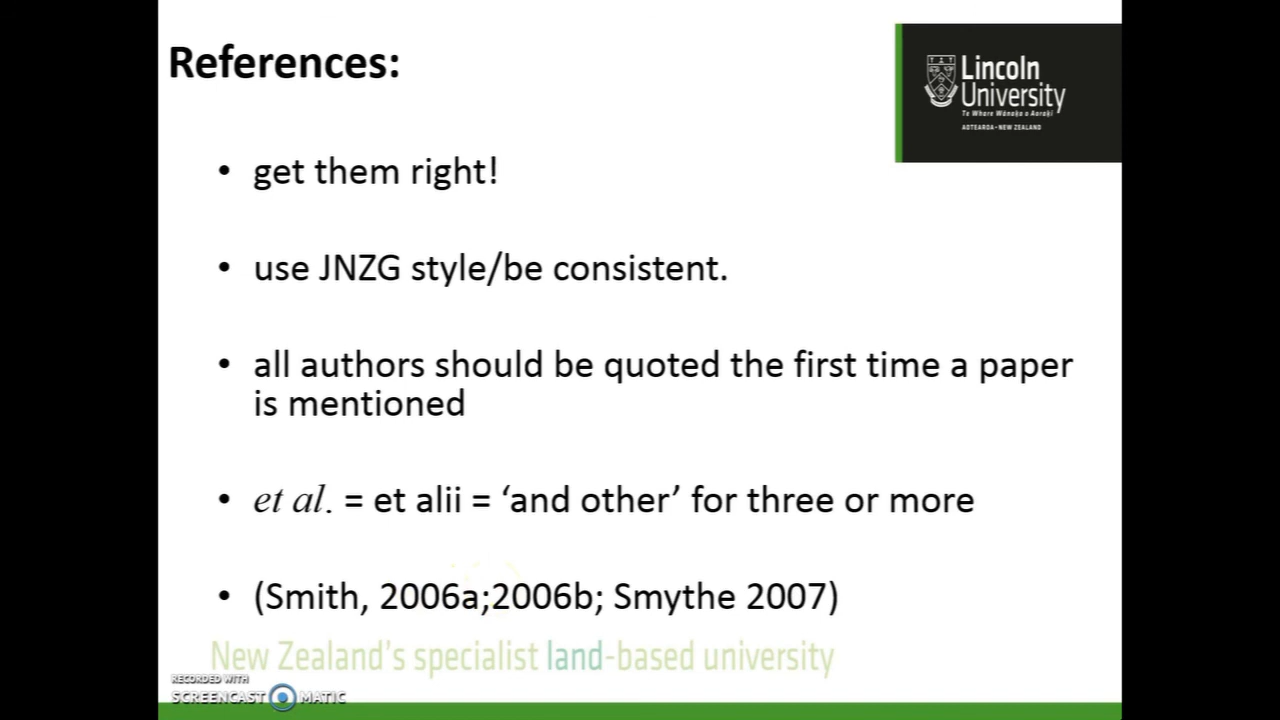 References:
Lincoln
University
Te Whare Wānaka o Aoraki
AOTEAROA • NEW ZEALAND
• get them right!
• use JNZG style/be consistent.
• all authors should be quoted the first time a paper
is mentioned
• et al. = et alii = ‘and other’ for three or more
• (Smith, 2006a;2006b; Smythe 2007)
New Zealand’s specialist land-based university
RECORDED WITH
SCREENCAST MATIC